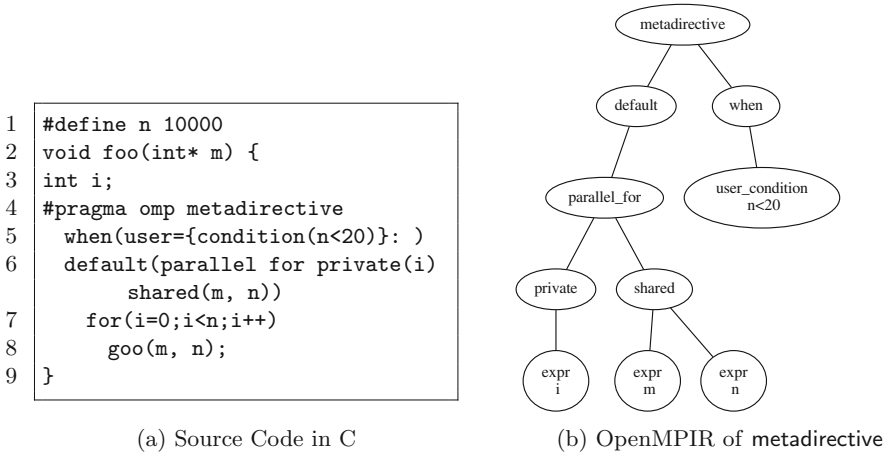 1 #define n 10000
2 void foo(int* m) {
3 int i;
4 #pragma omp metadirective
5 when(user={condition(n<20)}: )
6 default(parallel for private(i)
shared(m, n))
7 for(i=0;i<n;i++)
8 goo(m, n);
9 }
(a) Source Code in C
metadirective
default
when
parallel_for
user_condition
n<20
private
shared
expr
i
expr
m
expr
n
(b) OpenMPIR of metadirective